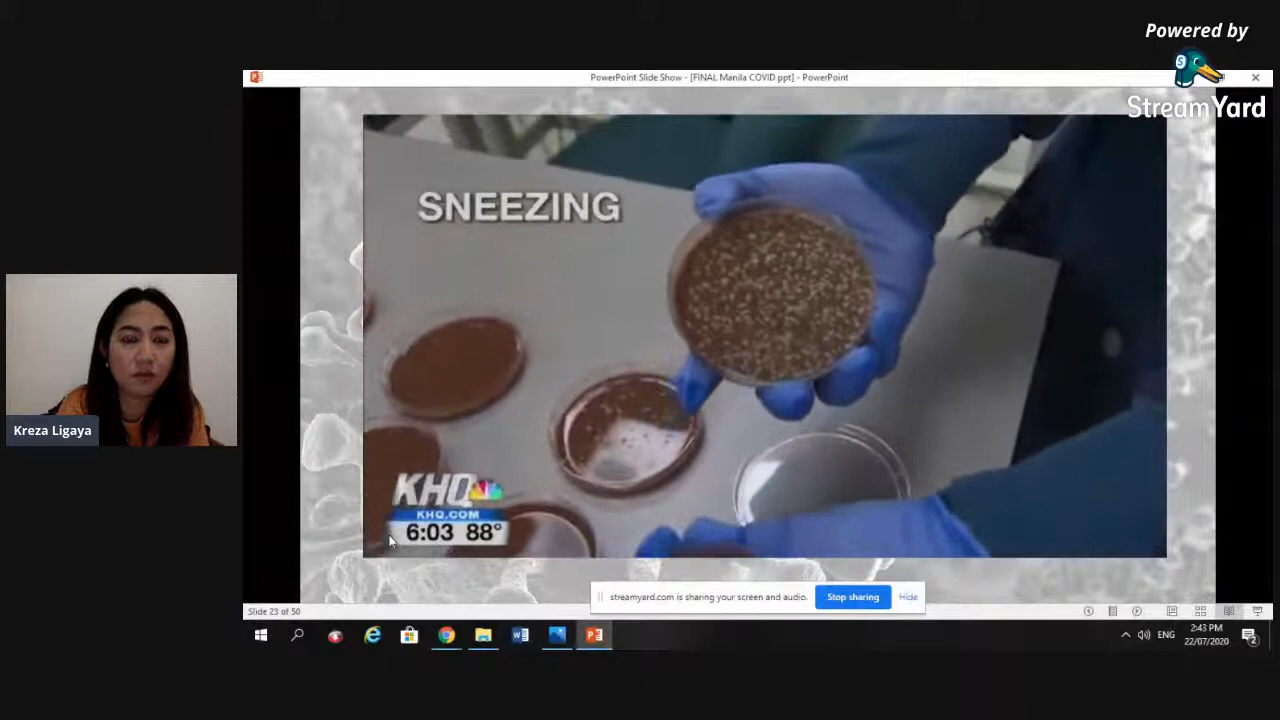 Powered by
StreamYard
PowerPoint Slide Show - [FINAL Manila COVID ppt] - PowerPoint
SNEEZING
Kreza Ligaya
KHQ
KHQ.COM
6:03 88°
streamyard.com is sharing your screen and audio.
Stop sharing
Hide
Slide 23 of 50
ENG
2:43 PM
22/07/2020
2